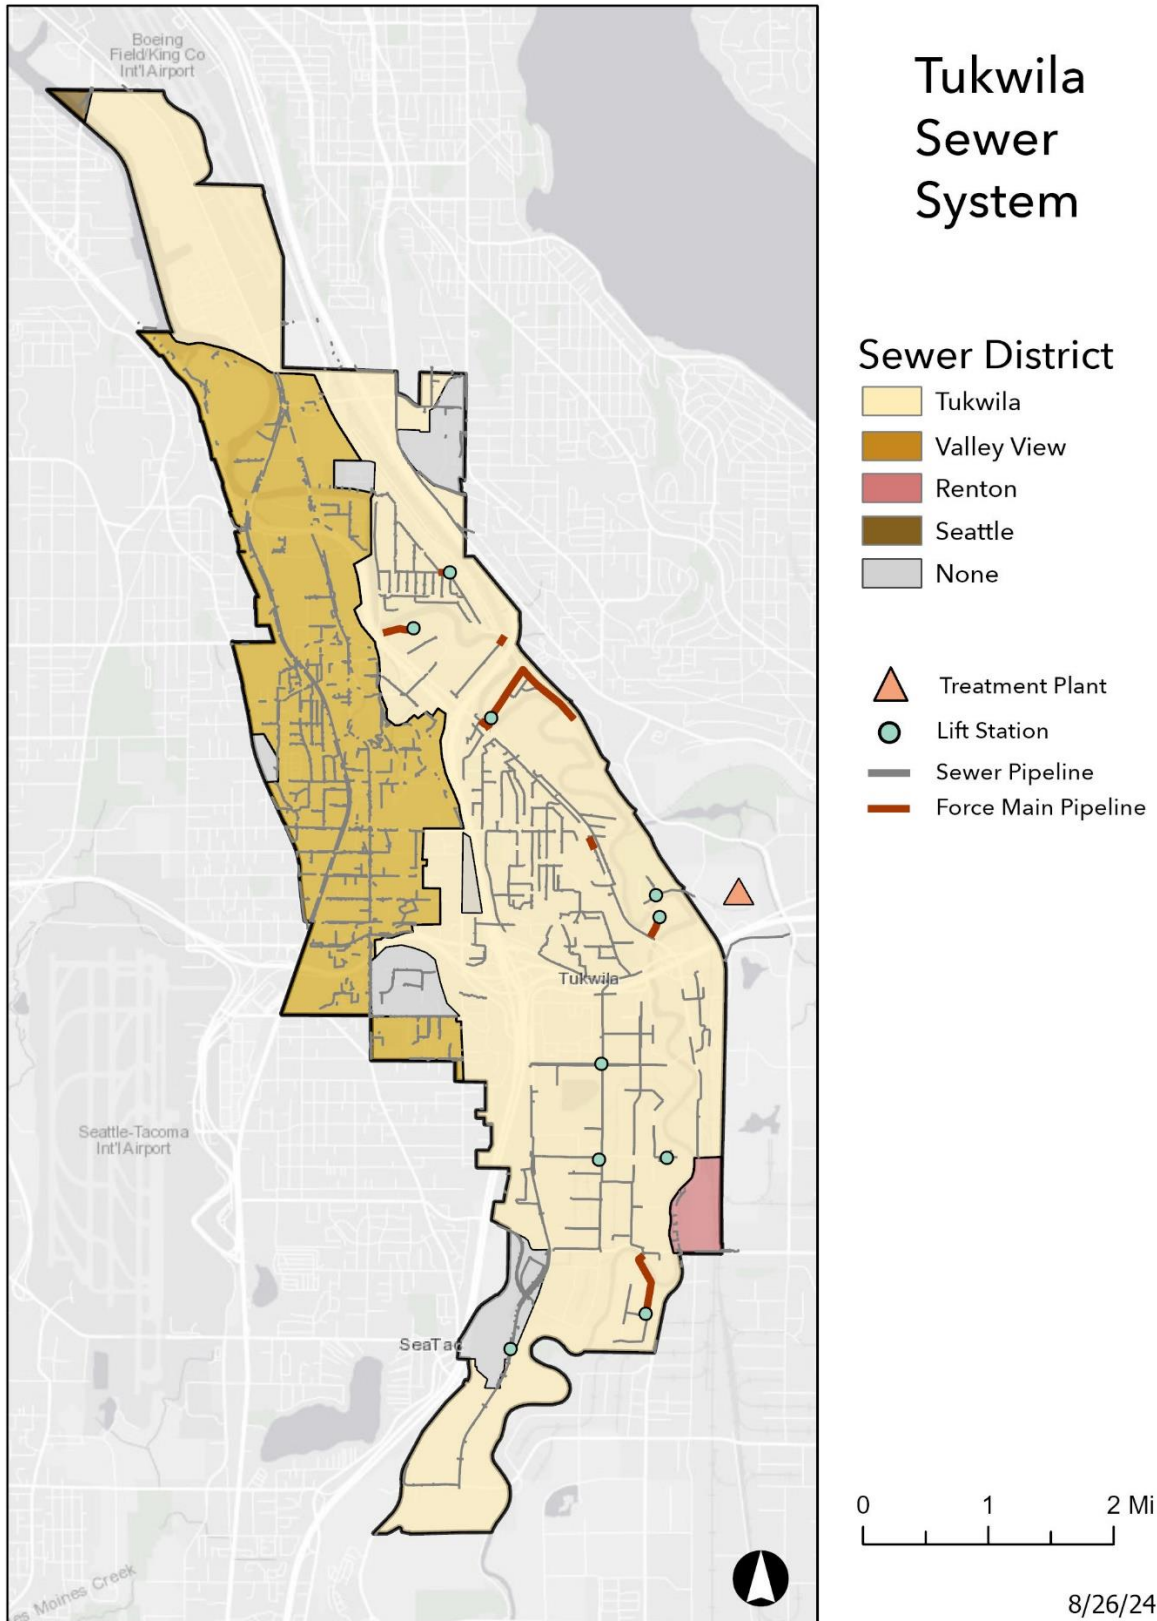 Boeing
Field/King Co
Int'l Airport
Tukwila
Sewer
System
Sewer District
Tukwila
Valley View
Renton
Seattle
None
Treatment Plant
Lift Station
Sewer Pipeline
Force Main Pipeline
Tukwila
Seattle-Tacoma
Int'l Airport
SeaTac
0 1 2 Mi
es Moines Creek
8/26/24